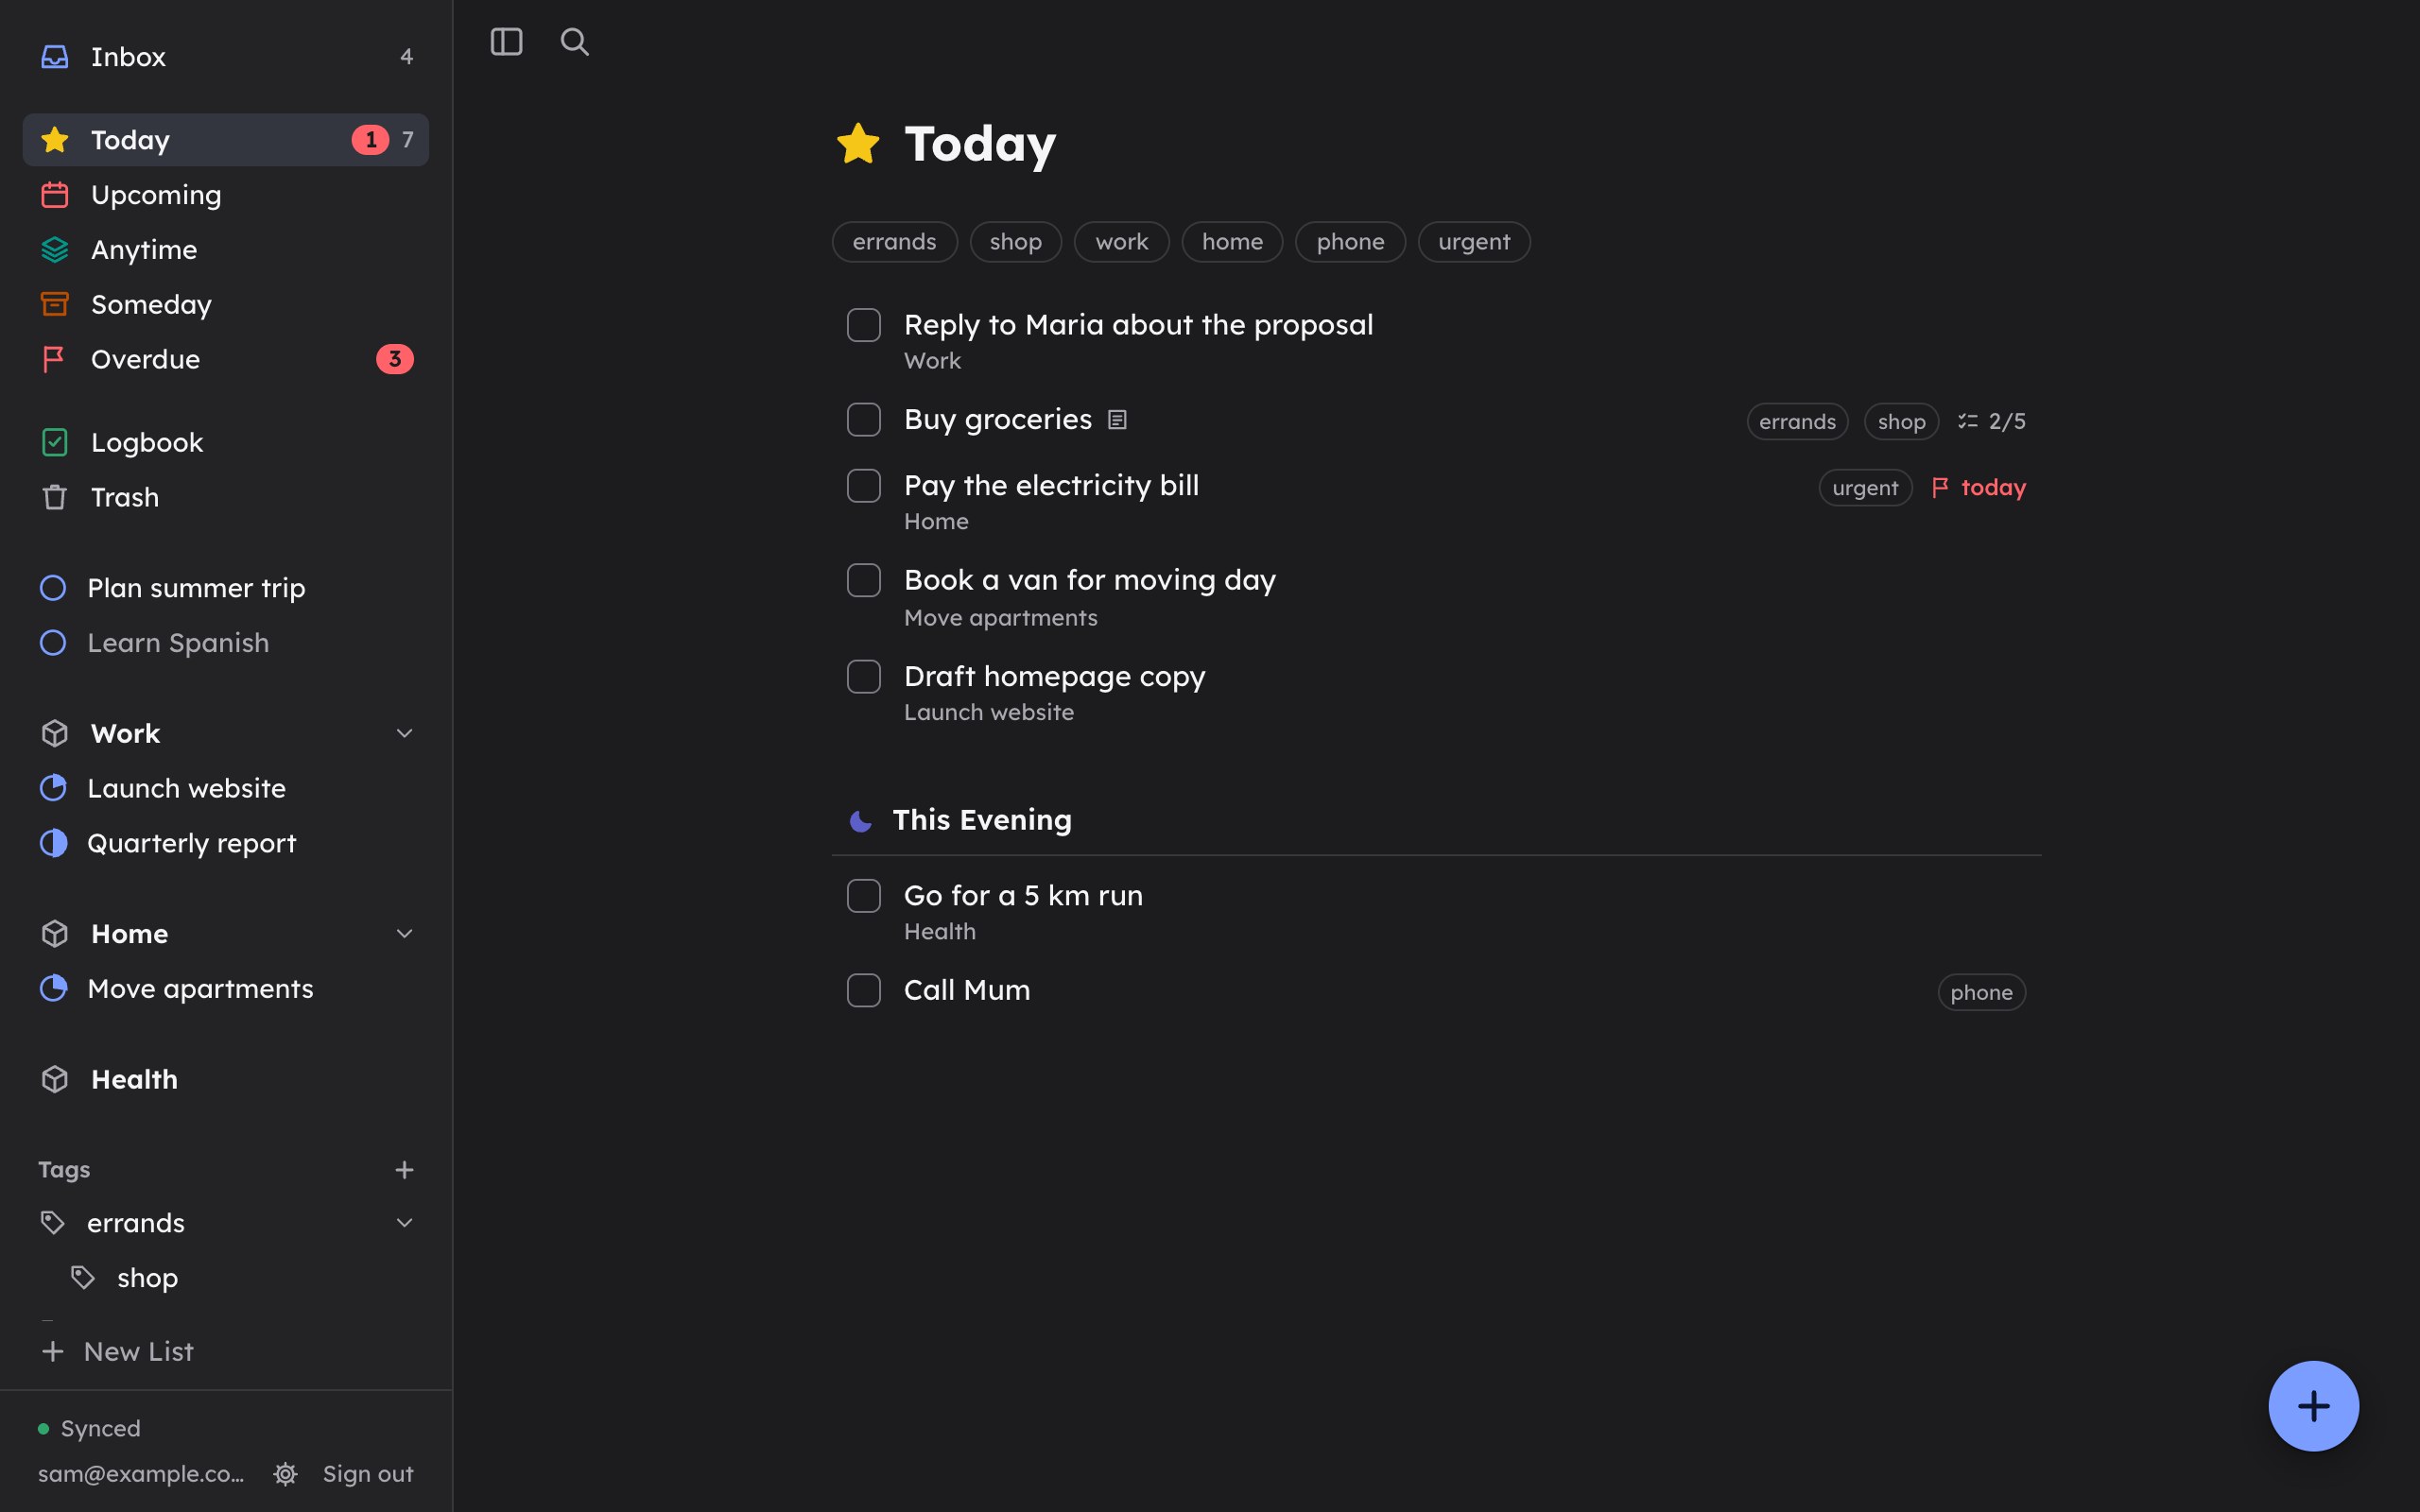 Inbox 4
Today 1 7
Upcoming
Anytime
Someday
Overdue 3
Logbook
Trash
Plan summer trip
Learn Spanish
Work
Launch website
Quarterly report
Home
Move apartments
Health
Tags
errands
shop
New List
Synced
sam@example.co...
Sign out
Today
errands shop work home phone urgent
Reply to Maria about the proposal
Work
Buy groceries errands shop 2/5
Pay the electricity bill urgent today
Home
Book a van for moving day
Move apartments
Draft homepage copy
Launch website
This Evening
Go for a 5 km run
Health
Call Mum phone